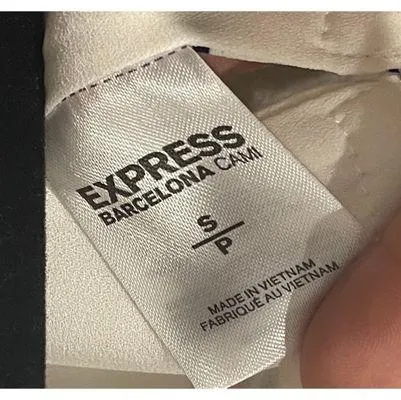 EXPRESS
BARCELONA CAMI
S
P
MADE IN VIETNAM
FABRIQUÉ AU VIETNAM